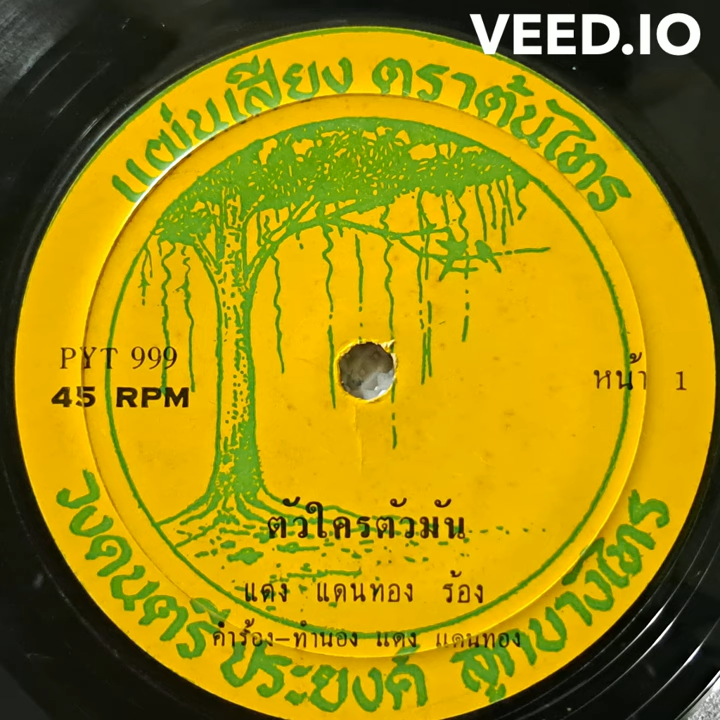 VEED.IO
แผ่นเสียง ตราต้นไทร
PYT 999
45 RPM
หน้า 1
ตัวใครตัวมัน
แดง แดนทอง ร้อง
คำร้อง-ทำนอง แดง แดนทอง
วงดนตรี ประยงค์ ลูกบางไทร